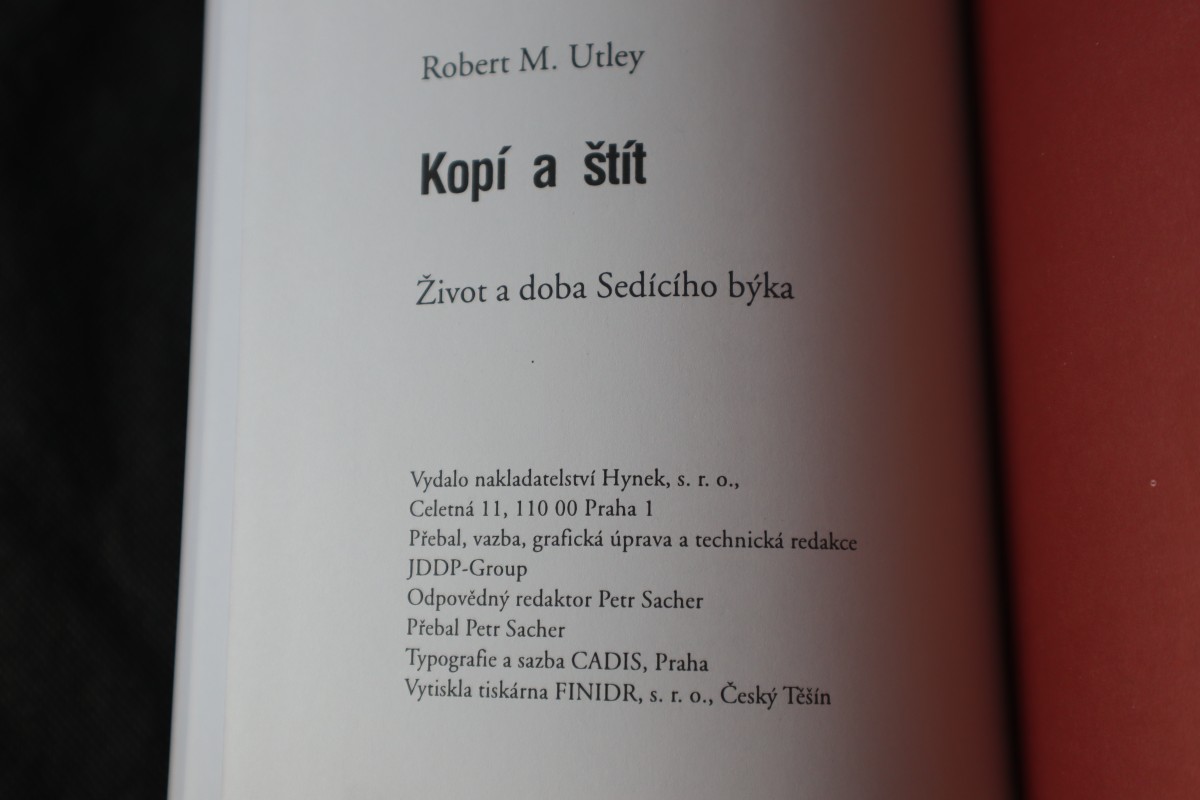 Robert M. Utley
Kopí a štít
Život a doba Sedícího býka
Vydalo nakladatelství Hynek, s. r. o.,
Celetná 11, 110 00 Praha 1
Přebal, vazba, grafická úprava a technická redakce
JDDP-Group
Odpovědný redaktor Petr Sacher
Přebal Petr Sacher
Typografie a sazba CADIS, Praha
Vytiskla tiskárna FINIDR, s. r. o., Český Těšín